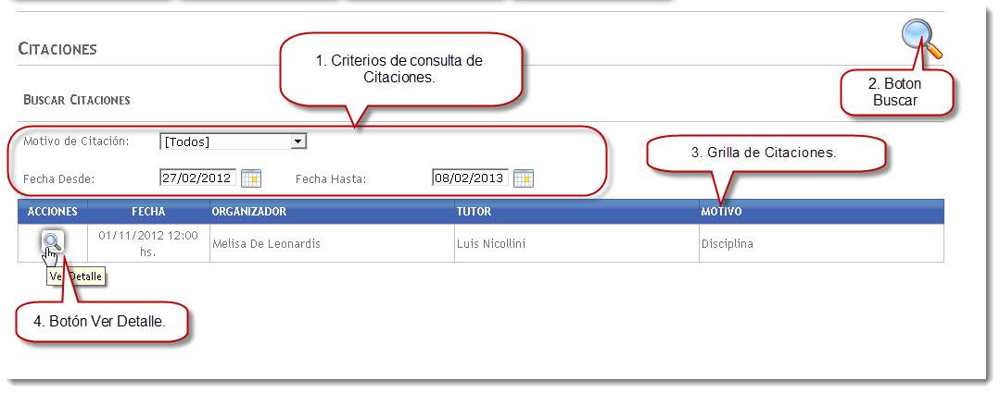 CITACIONES
1. Criterios de consulta de
Citaciones.
2. Boton
Buscar
BUSCAR CITACIONES
Motivo de Citación: [Todos]
3. Grilla de Citaciones.
Fecha Desde: 27/02/2012 Fecha Hasta: 08/02/2013
ACCIONES FECHA ORGANIZADOR TUTOR MOTIVO
01/11/2012 12:00
hs.
Melisa De Leonardis Luis Nicollini Disciplina
Ver Detalle
4. Botón Ver Detalle.